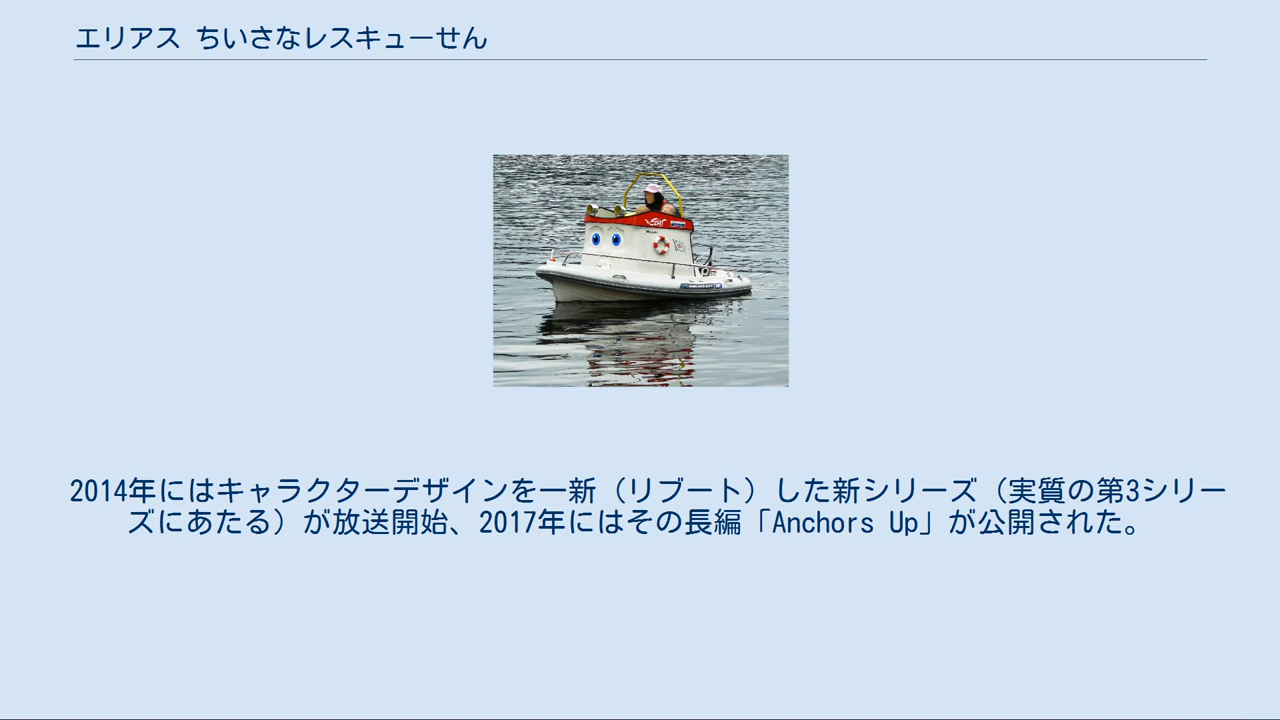 エリアス ちいさなレスキューせん
2014年にはキャラクターデザインを一新（リブート）した新シリーズ（実質の第3シリー
ズにあたる）が放送開始、2017年にはその長編「Anchors Up」が公開された。